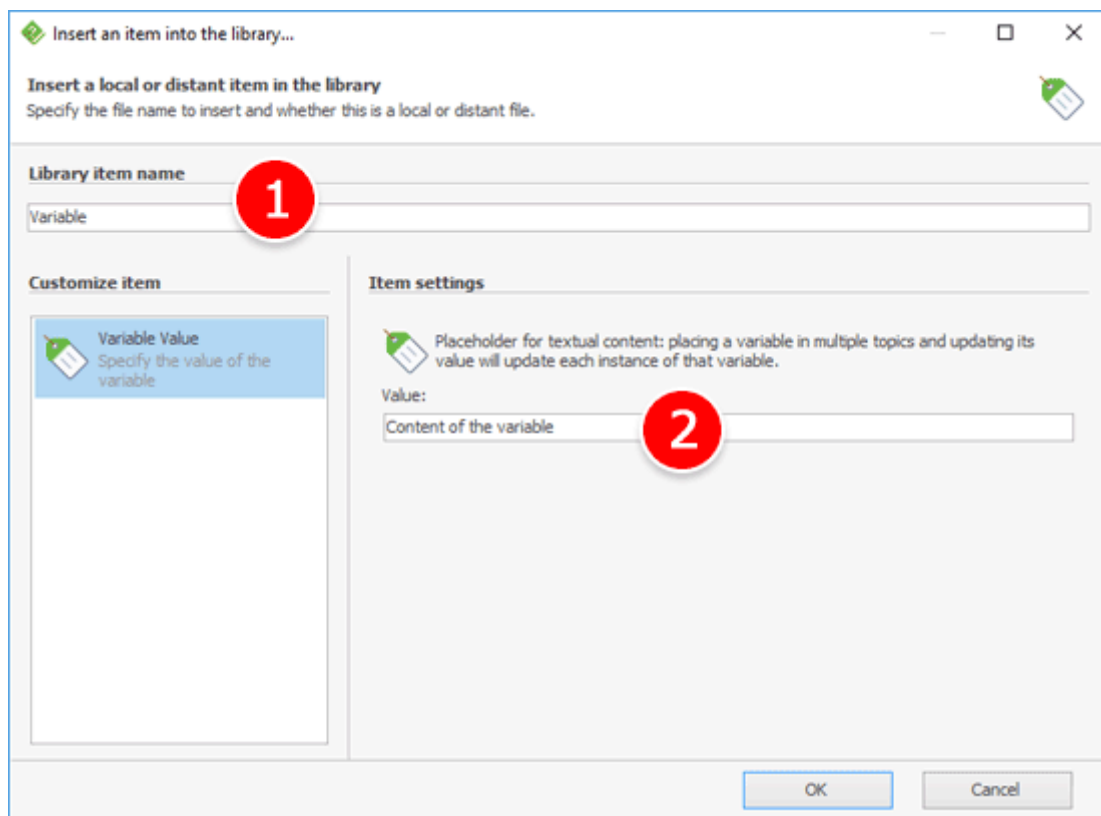 Insert an item into the library...
Insert a local or distant item in the library
Specify the file name to insert and whether this is a local or distant file.
Library item name
1
Variable
Customize item
Variable Value
Specify the value of the
variable
Item settings
Placeholder for textual content: placing a variable in multiple topics and updating its
value will update each instance of that variable.
Value:
Content of the variable
2
OK
Cancel